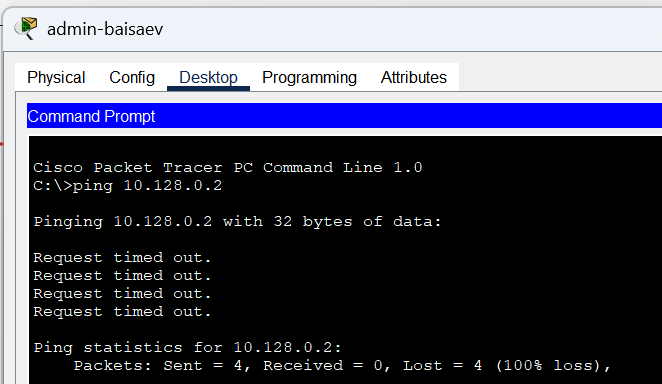 admin-baisaev
Physical Config Desktop Programming Attributes
Command Prompt
Cisco Packet Tracer PC Command Line 1.0
C:\>ping 10.128.0.2
Pinging 10.128.0.2 with 32 bytes of data:
Request timed out.
Request timed out.
Request timed out.
Request timed out.
Ping statistics for 10.128.0.2:
Packets: Sent = 4, Received = 0, Lost = 4 (100% loss),